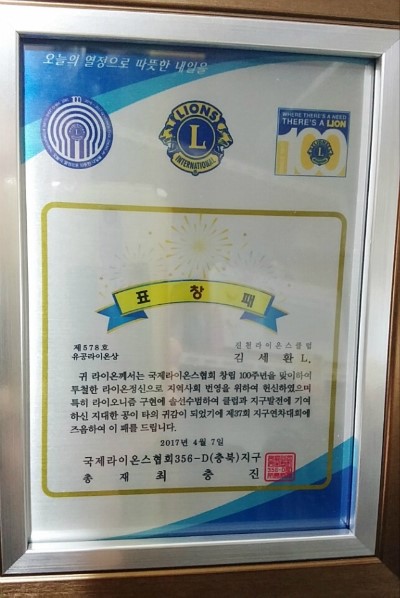 오늘의 열정으로 따뜻한 내일을
LIONS
L
INTERNATIONAL
WHERE THERE'S A NEED
THERE'S A LION
100
표 창 패
제578호
유공라이온상
진천라이온스클럽
김 세 환 L.
귀 라이온께서는 국제라이온스협회 창립 100주년을 맞이하여
투철한 라이온정신으로 지역사회 번영을 위하여 헌신하였으며
특히 라이오니즘 구현에 솔선수범하여 클럽과 지구발전에 기여
하신 지대한 공이 타의 귀감이 되었기에 제37회 지구연차대회에
즈음하여 이 패를 드립니다.
2017년 4월 7일
국제라이온스협회356-D(충북)지구
총 재 최 충 진